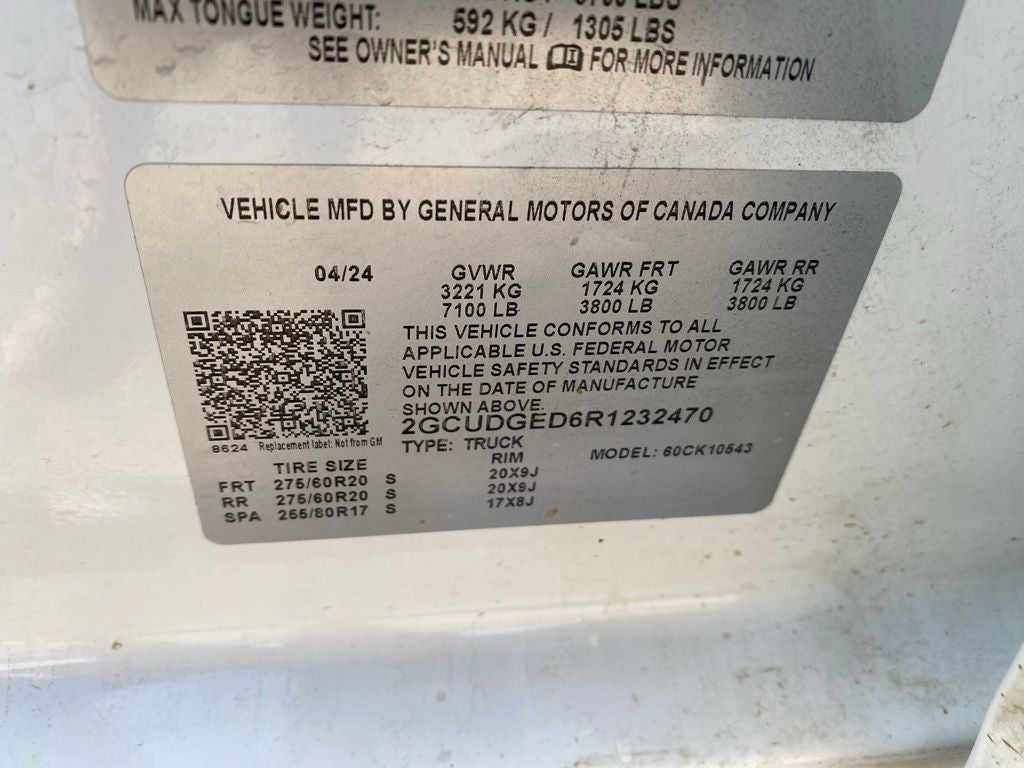 MAX TONGUE WEIGHT: 592 KG / 1305 LBS
SEE OWNER'S MANUAL FOR MORE INFORMATION
VEHICLE MFD BY GENERAL MOTORS OF CANADA COMPANY
04/24 GVWR GAWR FRT GAWR RR
3221 KG 1724 KG 1724 KG
7100 LB 3800 LB 3800 LB
THIS VEHICLE CONFORMS TO ALL
APPLICABLE U.S. FEDERAL MOTOR
VEHICLE SAFETY STANDARDS IN EFFECT
ON THE DATE OF MANUFACTURE
SHOWN ABOVE.
2GCUDGED6R1232470
8624 Replacement label: Not from GM
TYPE: TRUCK MODEL: 60CK10543
TIRE SIZE RIM
FRT 275/60R20 S 20X9J
RR 275/60R20 S 20X9J
SPA 255/80R17 S 17X8J